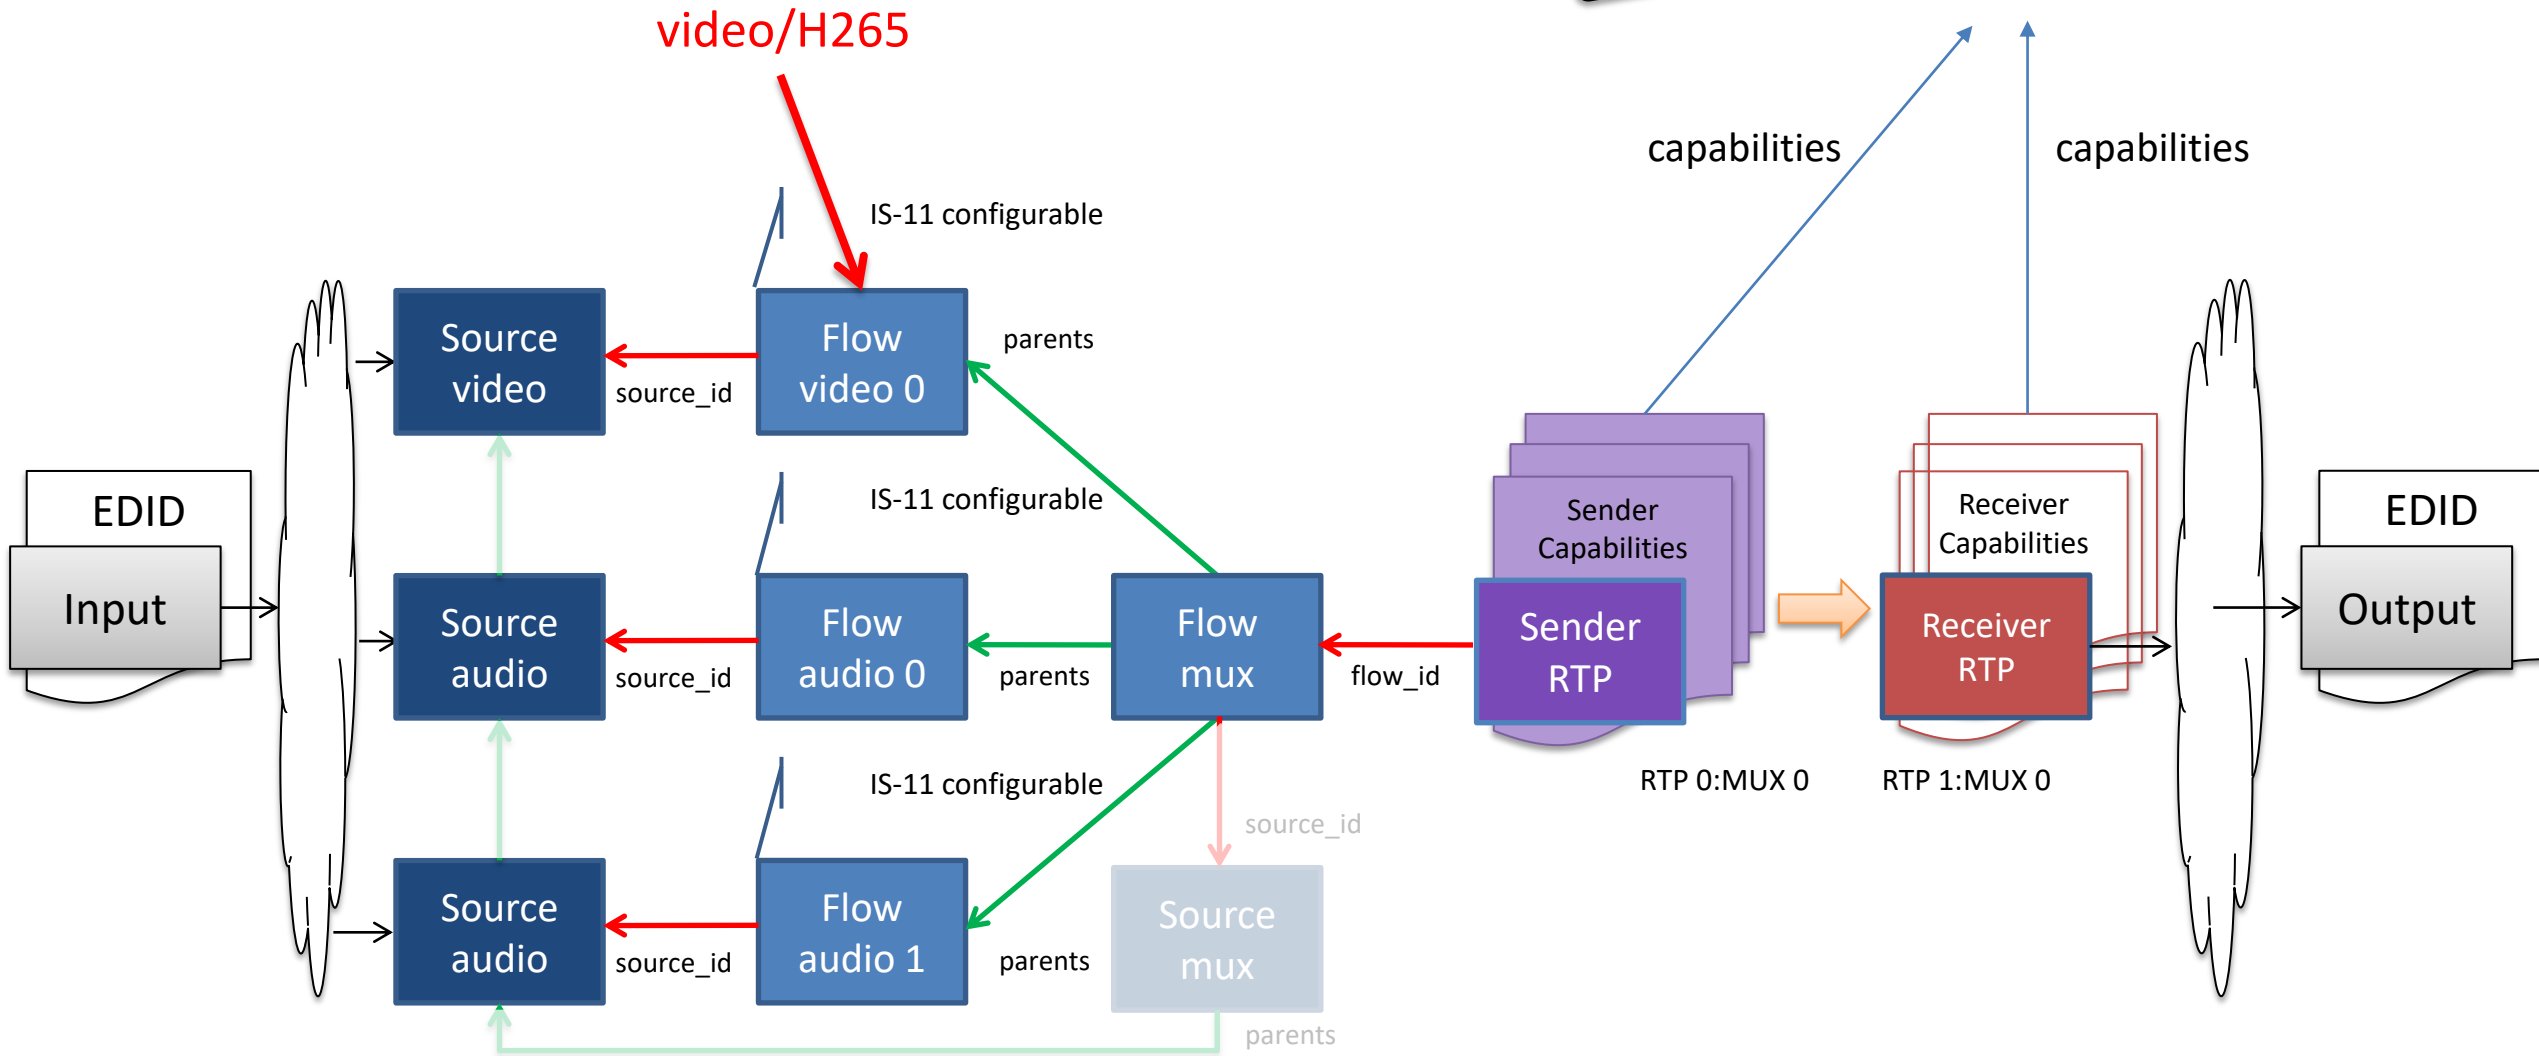 video/H265
capabilities
capabilities
IS-11 configurable
Source
video
source_id
Flow
video 0
parents
EDID
Input
IS-11 configurable
Source
audio
source_id
Flow
audio 0
parents
Flow
mux
flow_id
Sender
Capabilities
Sender
RTP
Receiver
Capabilities
Receiver
RTP
EDID
Output
RTP 0:MUX 0
RTP 1:MUX 0
IS-11 configurable
source_id
Source
audio
source_id
Flow
audio 1
parents
Source
mux
parents